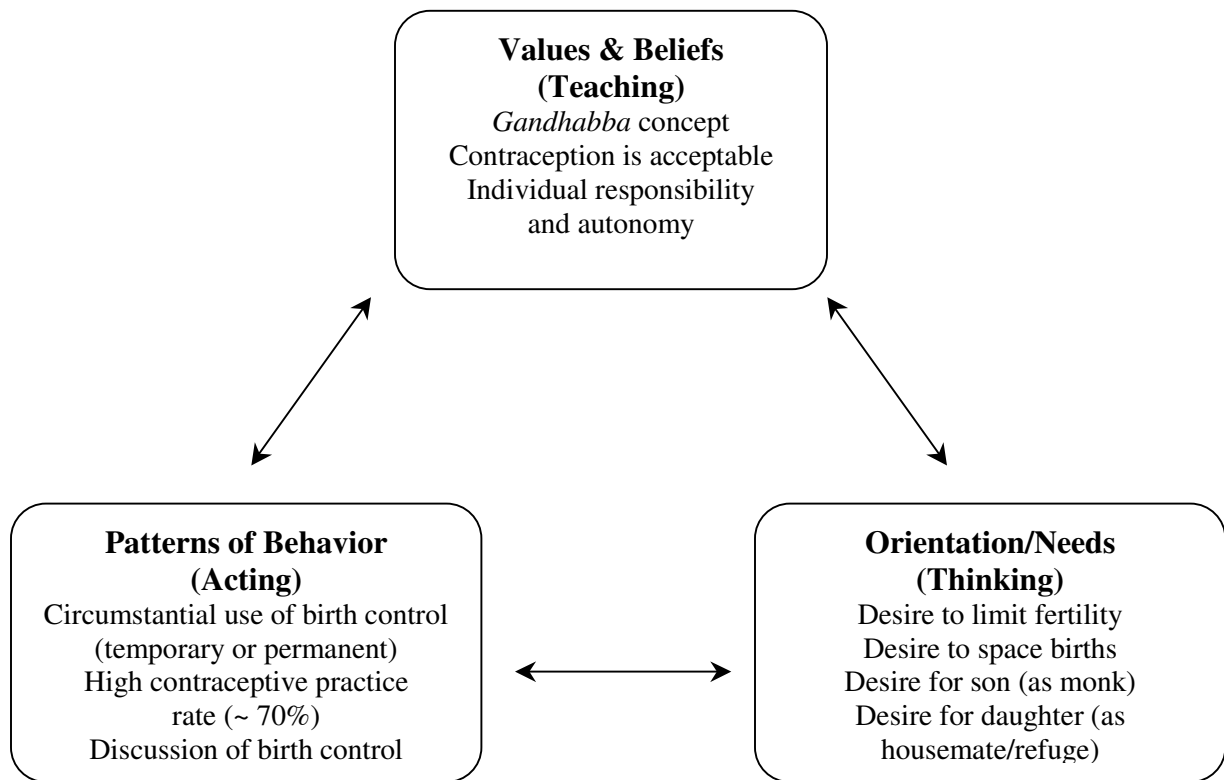 Values & Beliefs
(Teaching)
Gandhabba concept
Contraception is acceptable
Individual responsibility
and autonomy
Patterns of Behavior
(Acting)
Circumstantial use of birth control
(temporary or permanent)
High contraceptive practice
rate (~ 70%)
Discussion of birth control
Orientation/Needs
(Thinking)
Desire to limit fertility
Desire to space births
Desire for son (as monk)
Desire for daughter (as
housemate/refuge)